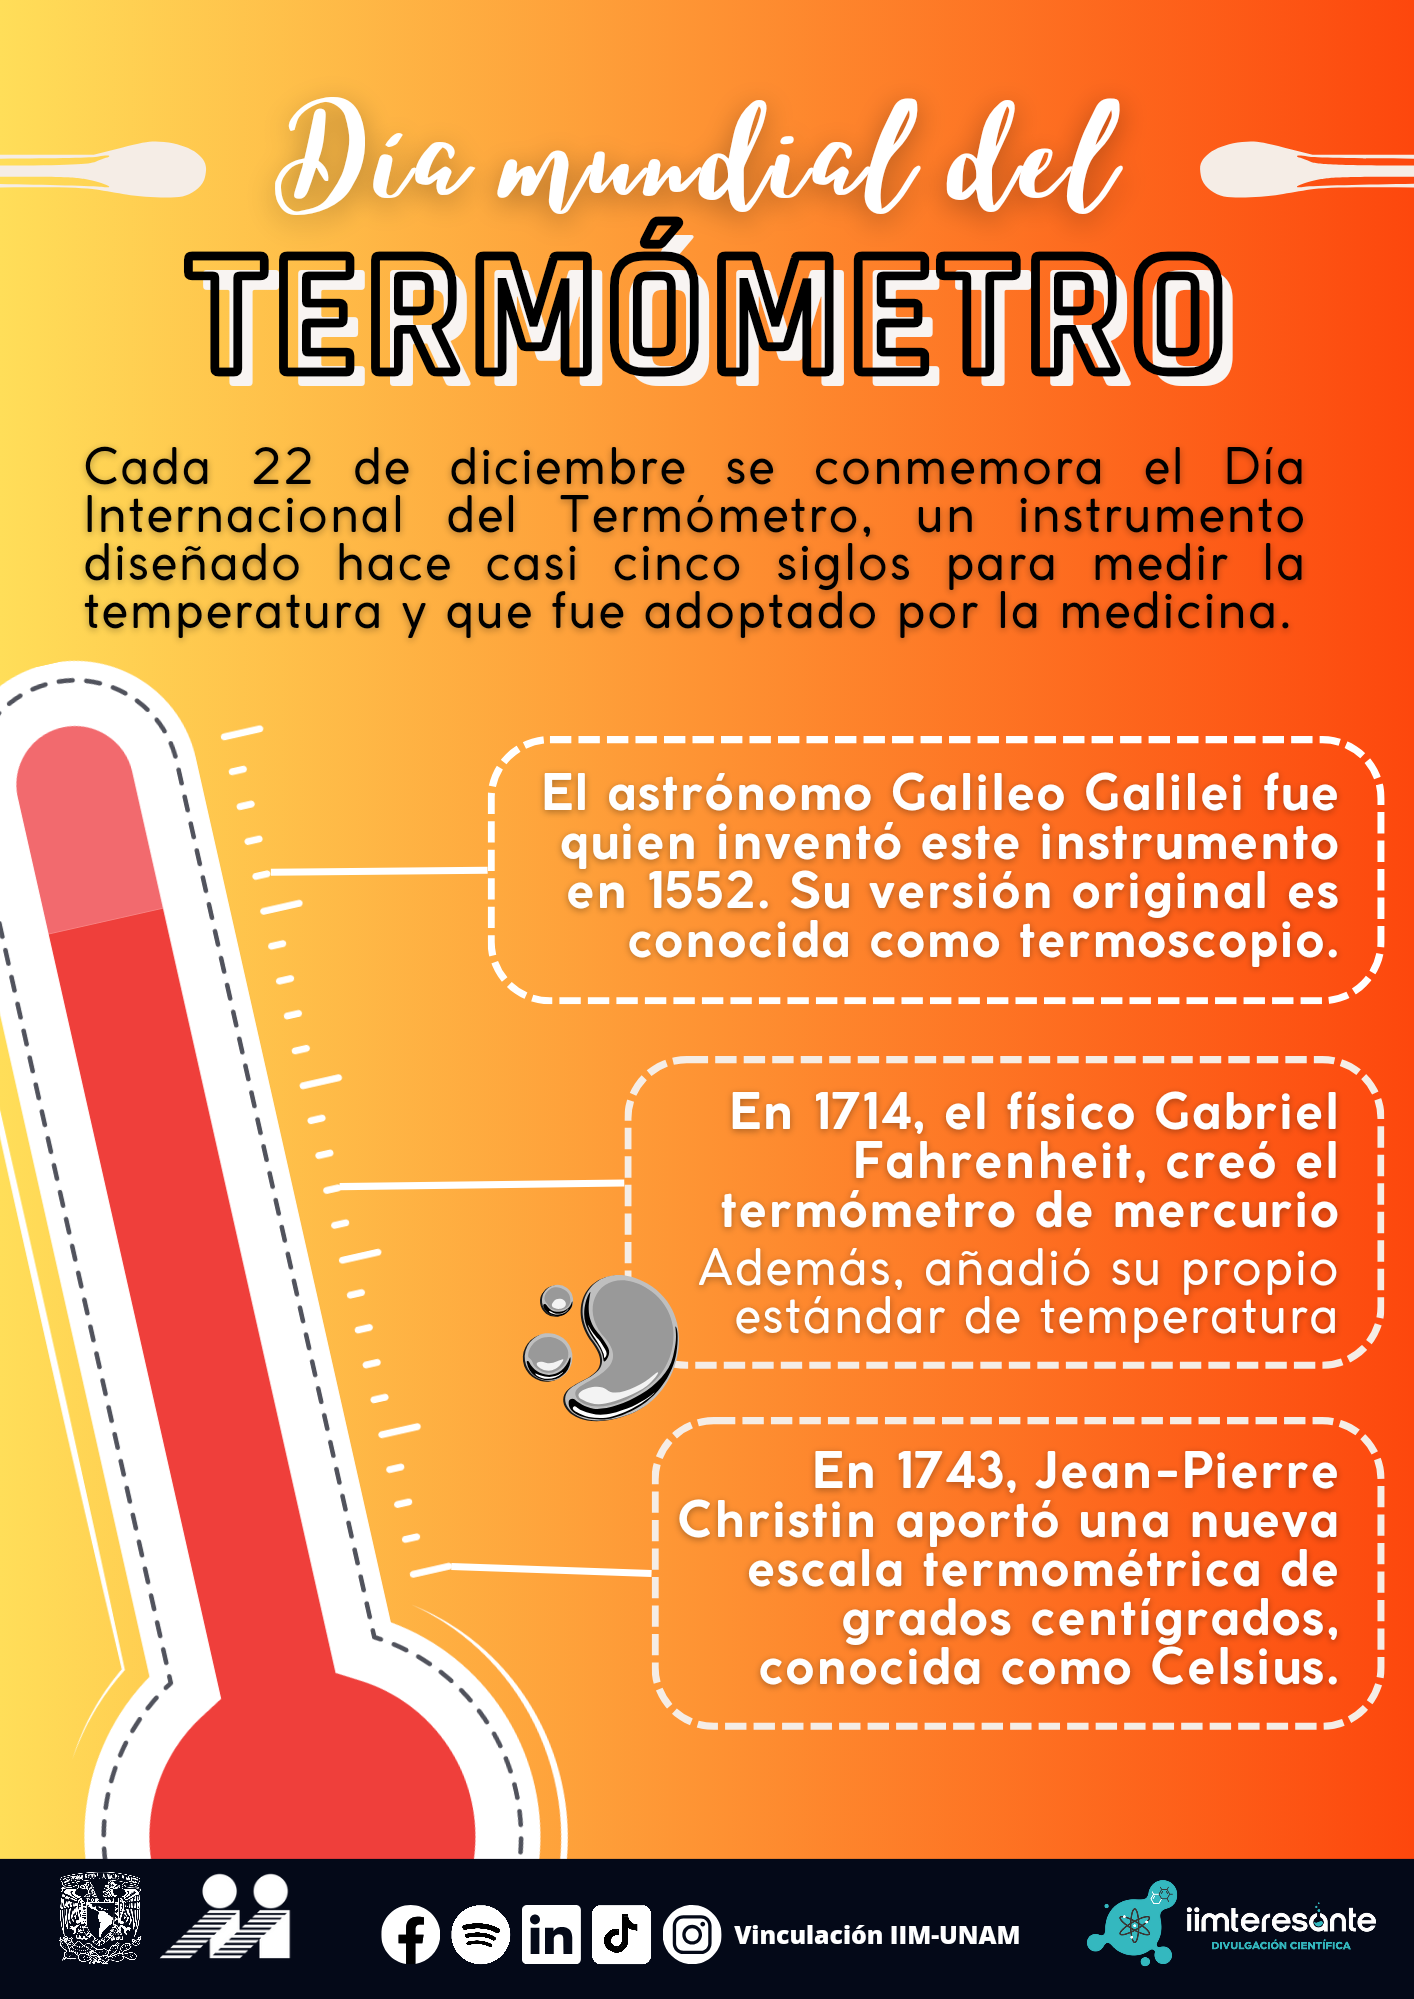 Día mundial del
TERMÓMETRO
Cada 22 de diciembre se conmemora el Día
Internacional del Termómetro, un instrumento
diseñado hace casi cinco siglos para medir la
temperatura y que fue adoptado por la medicina.
El astrónomo Galileo Galilei fue
quien inventó este instrumento
en 1552. Su versión original es
conocida como termoscopio.
En 1714, el físico Gabriel
Fahrenheit, creó el
termómetro de mercurio
Además, añadió su propio
estándar de temperatura
En 1743, Jean-Pierre
Christin aportó una nueva
escala termométrica de
grados centígrados,
conocida como Celsius.
Vinculación IIM-UNAM
iimteresante
DIVULGACIÓN CIENTÍFICA